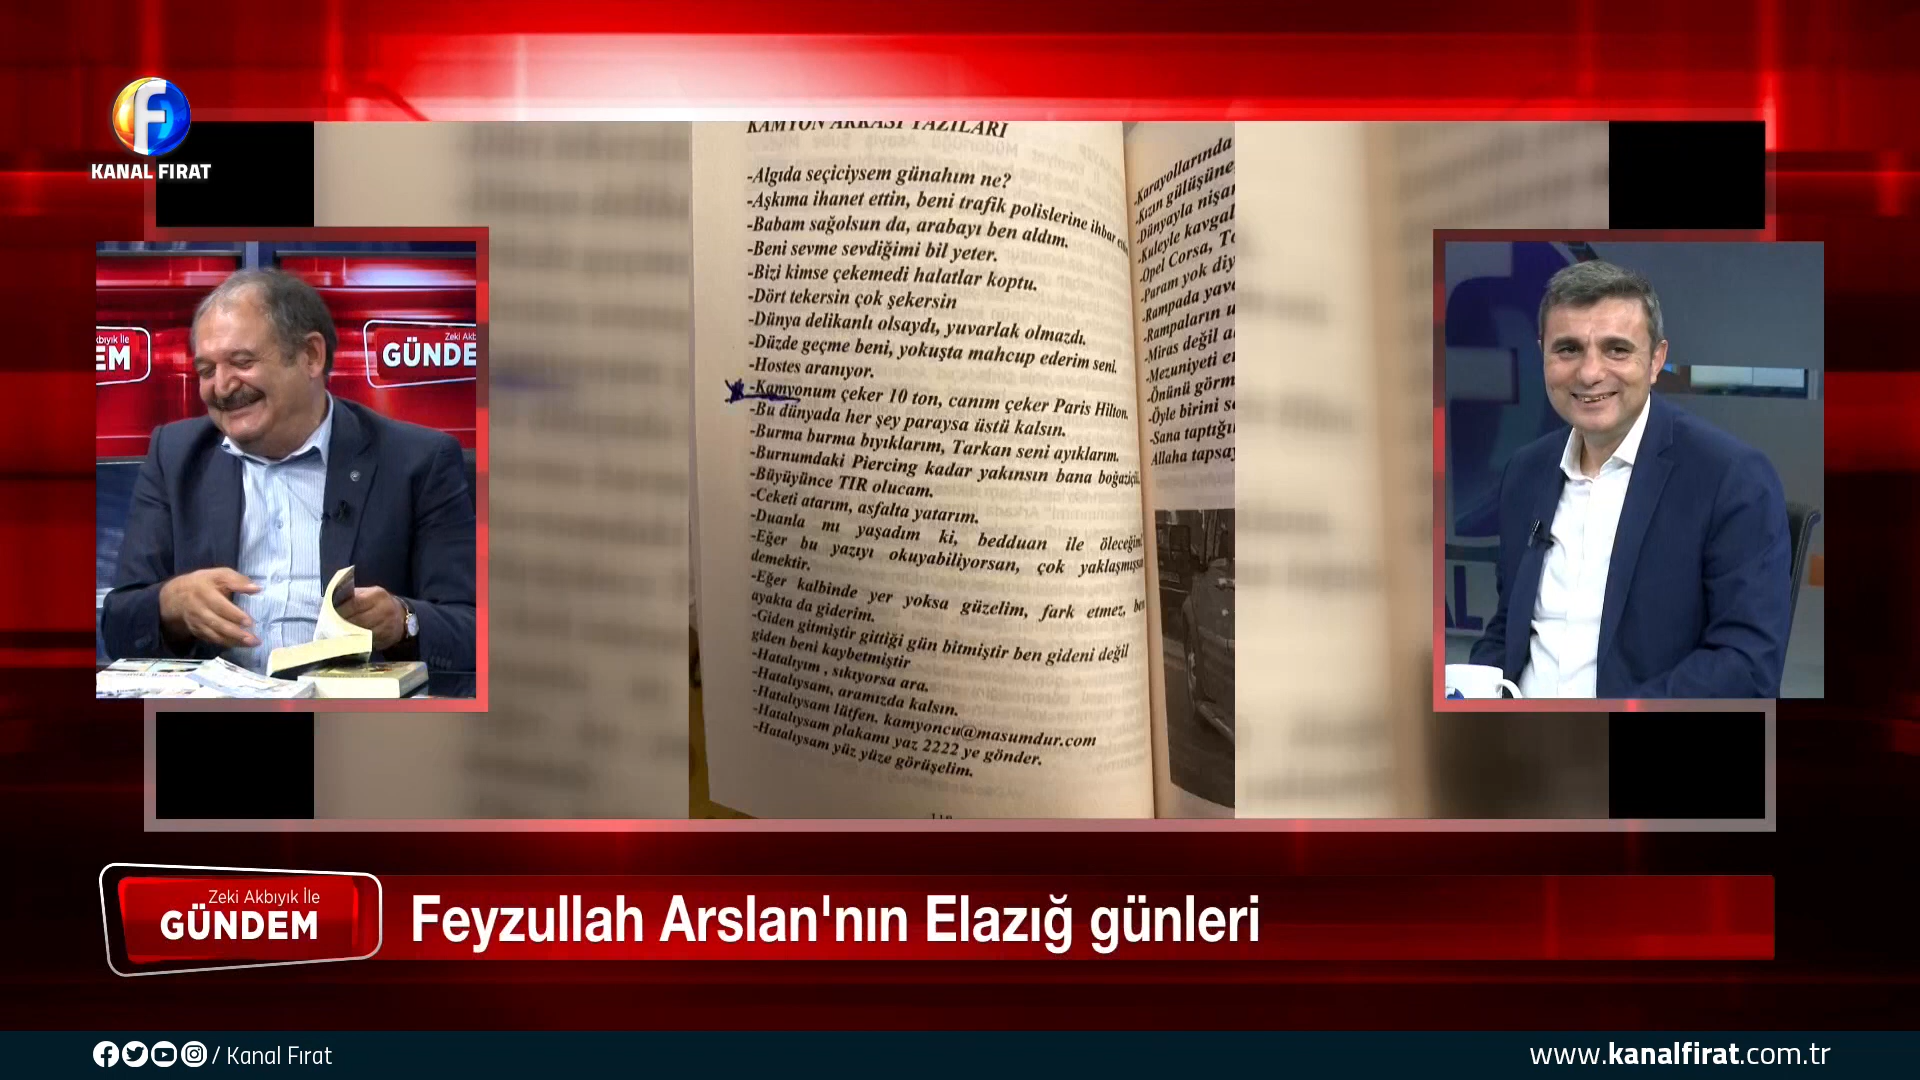 KANAL FIRAT
KAMYON ARKASI YAZILARI
-Algıda seçiciysem günahım ne?
-Aşkıma ihanet ettin, beni trafik polislerine ihbar
-Babam sağolsun da, arabayı ben aldım.
-Beni sevme sevdiğimi bil yeter.
-Bizi kimse çekemedi halatlar koptu.
-Dört tekersin çok şekersin
-Dünya delikanlı olsaydı, yuvarlak olmazdı.
-Düzde geçme beni, yokuşta mahcup ederim seni.
-Hostes aranıyor.
-Kamyonum çeker 10 ton, canım çeker Paris Hilton.
-Bu dünyada her şey paraysa üstü kalsın.
-Burma burma bıyıklarım, Tarkan seni ayıklarım.
-Burnumdaki Piercing kadar yakınsın bana
-Büyüyünce TIR olucam.
-Ceketi atarım, asfalta yatarım.
-Duanla mı yaşadım ki, bedduan ile öleceğim
-Eğer bu yazıyı okuyabiliyorsan, çok yaklaşmışsın
demektir.
-Eğer kalbinde yer yoksa güzelim, fark etmez, ben
ayakta da giderim.
-Giden gitmiştir gittiği gün bitmiştir ben gideni değil
giden beni kaybetmiştir
-Hatalıyım , sıkıyorsa ara.
-Hatalıysam, aramızda kalsın.
-Hatalıysam lütfen. kamyoncu@masumdur.com
-Hatalıysam plakamı yaz 2222 ye gönder.
-Hatalıysam yüz yüze görüşelim.
-Karayollarında
-Kızın gülüşüne
-Dünyayla
-Kuleyle
-Opel Corsa,
-Param yok
-Rampada
-Rampaların
-Miras değil
-Mezuniyeti
-Önünü
-Öyle birini
-Sana
Allaha
Zeki Akbıyık İle
GÜNDEM
Feyzullah Arslan'nın Elazığ günleri
/ Kanal Fırat
www.kanalfirat.com.tr